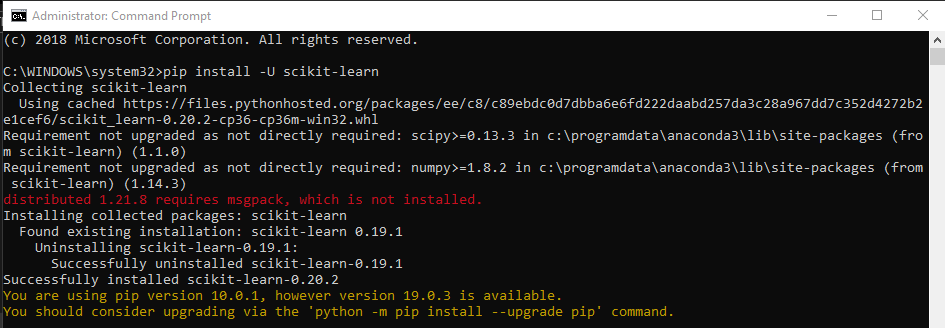 Administrator: Command Prompt
(c) 2018 Microsoft Corporation. All rights reserved.
C:\WINDOWS\system32>pip install -U scikit-learn
Collecting scikit-learn
Using cached https://files.pythonhosted.org/packages/ee/c8/c89ebdc0d7dbba6e6fd222daabd257da3c28a967dd7c352d4272b2
e1cef6/scikit_learn-0.20.2-cp36-cp36m-win32.whl
Requirement not upgraded as not directly required: scipy>=0.13.3 in c:\programdata\anaconda3\lib\site-packages (fro
m scikit-learn) (1.1.0)
Requirement not upgraded as not directly required: numpy>=1.8.2 in c:\programdata\anaconda3\lib\site-packages (from
scikit-learn) (1.14.3)
distributed 1.21.8 requires msgpack, which is not installed.
Installing collected packages: scikit-learn
Found existing installation: scikit-learn 0.19.1
Uninstalling scikit-learn-0.19.1:
Successfully uninstalled scikit-learn-0.19.1
Successfully installed scikit-learn-0.20.2
You are using pip version 10.0.1, however version 19.0.3 is available.
You should consider upgrading via the 'python -m pip install --upgrade pip' command.